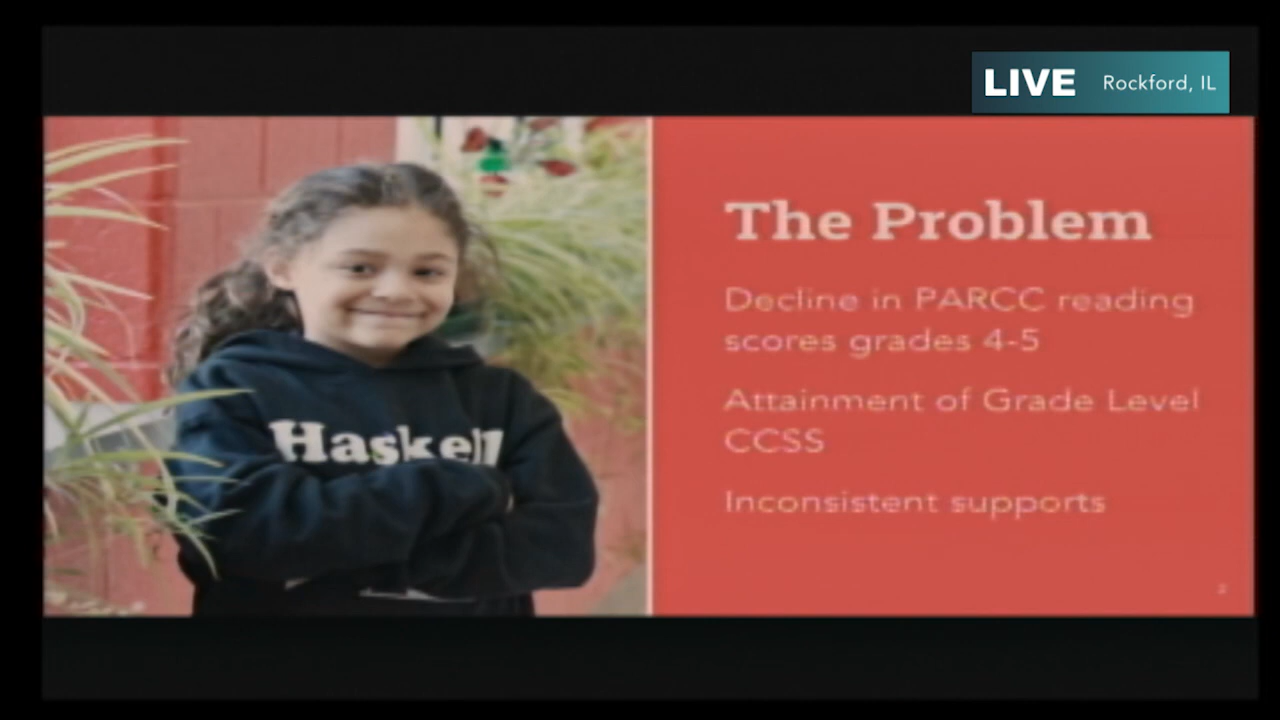 LIVE Rockford, IL
The Problem
Decline in PARCC reading
scores grades 4-5
Attainment of Grade Level
CCSS
Inconsistent supports
Haskell